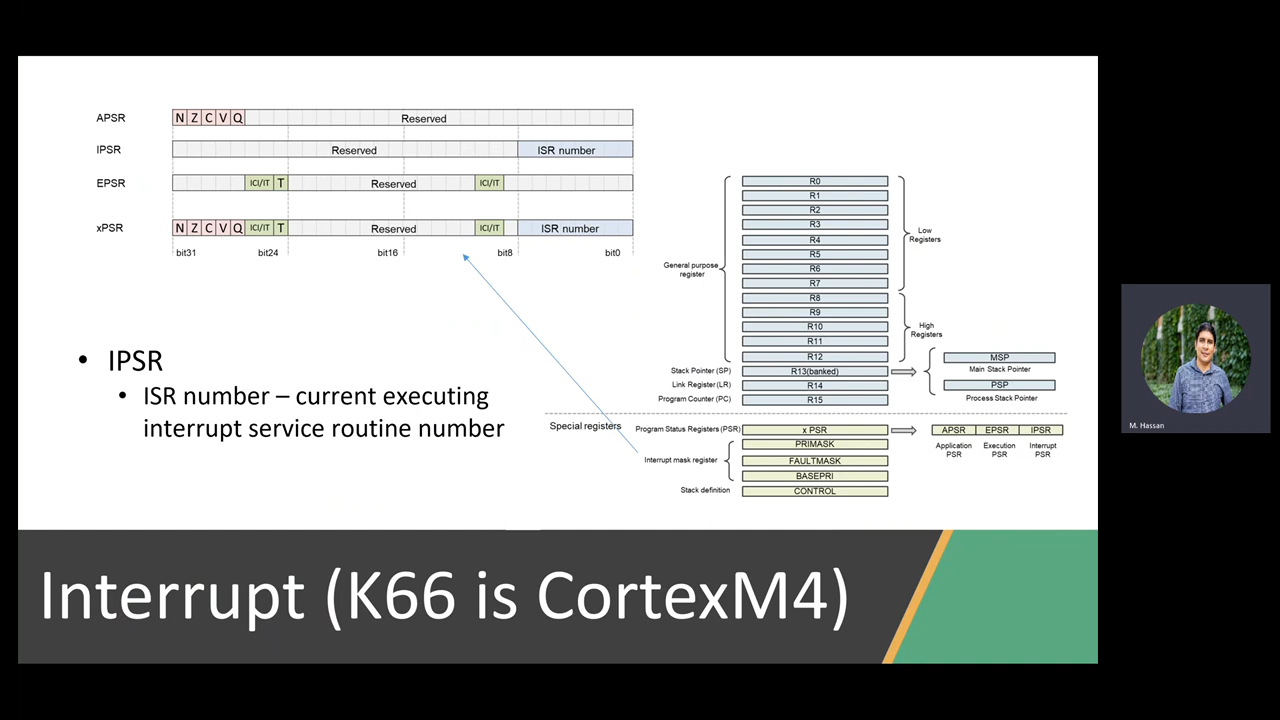 APSR N Z C V Q Reserved
IPSR Reserved ISR number
EPSR ICI/IT T Reserved ICI/IT
xPSR N Z C V Q ICI/IT T Reserved ICI/IT ISR number
bit31 bit24 bit16 bit8 bit0
• IPSR
• ISR number – current executing
interrupt service routine number
R0
R1
R2
R3
R4
R5
R6
R7
R8
R9
R10
R11
R12
General purpose
register
Low
Registers
High
Registers
Stack Pointer (SP) R13(banked)
Link Register (LR) R14
Program Counter (PC) R15
MSP
Main Stack Pointer
PSP
Process Stack Pointer
Special registers
Program Status Registers (PSR) x PSR APSR EPSR IPSR
Application
PSR
Execution
PSR
Interrupt
PSR
Interrupt mask register
PRIMASK
FAULTMASK
BASEPRI
Stack definition CONTROL
Interrupt (K66 is CortexM4)
M. Hassan